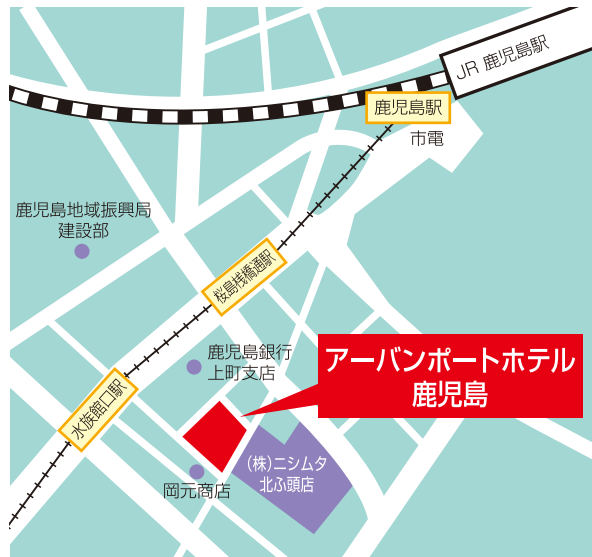 JR 鹿児島駅
鹿児島駅
市電
鹿児島地域振興局
建設部
桜島桟橋通駅
アーバンポートホテル
鹿児島
鹿児島銀行
上町支店
水族館口駅
(株)ニシムタ
北ふ頭店
岡元商店